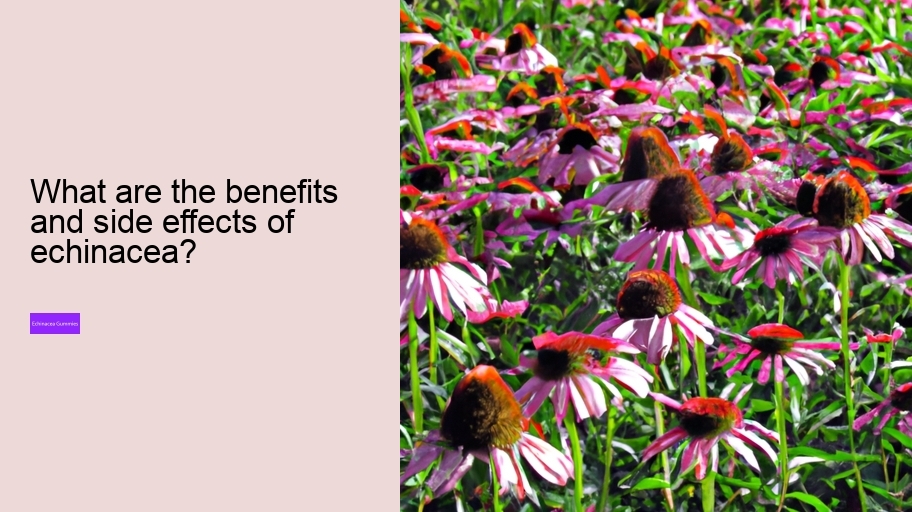 What are the benefits
and side effects of
echinacea?
Echinacea Gummies